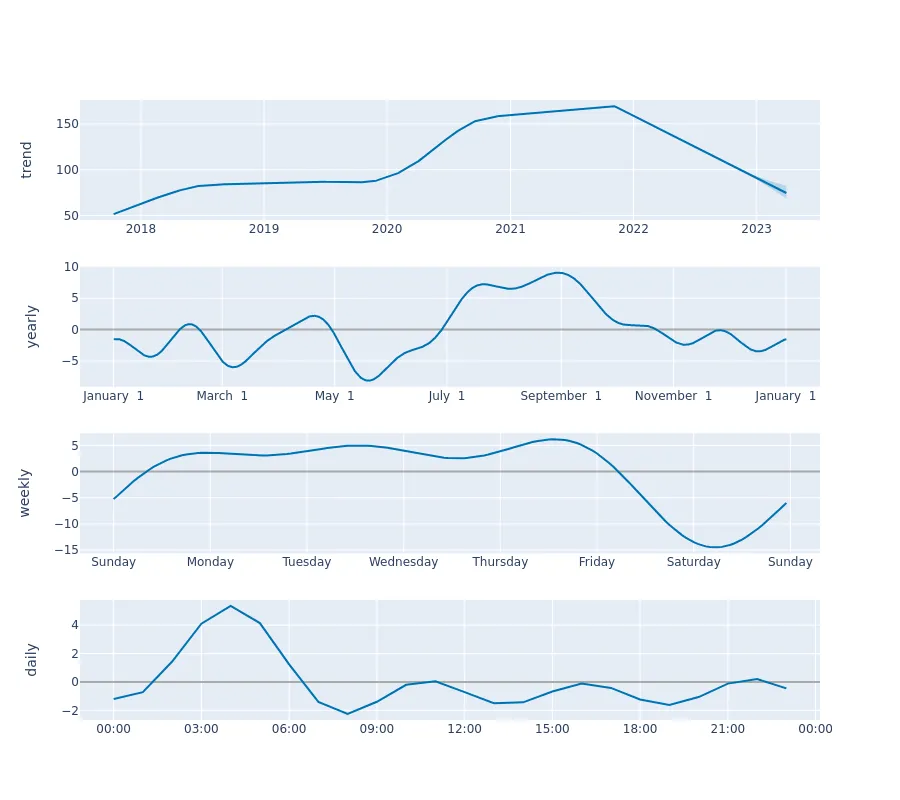 trend
150
100
50
2018 2019 2020 2021 2022 2023
yearly
10
5
0
−5
January 1 March 1 May 1 July 1 September 1 November 1 January 1
weekly
5
0
−5
−10
−15
Sunday Monday Tuesday Wednesday Thursday Friday Saturday Sunday
daily
4
2
0
−2
00:00 03:00 06:00 09:00 12:00 15:00 18:00 21:00 00:00